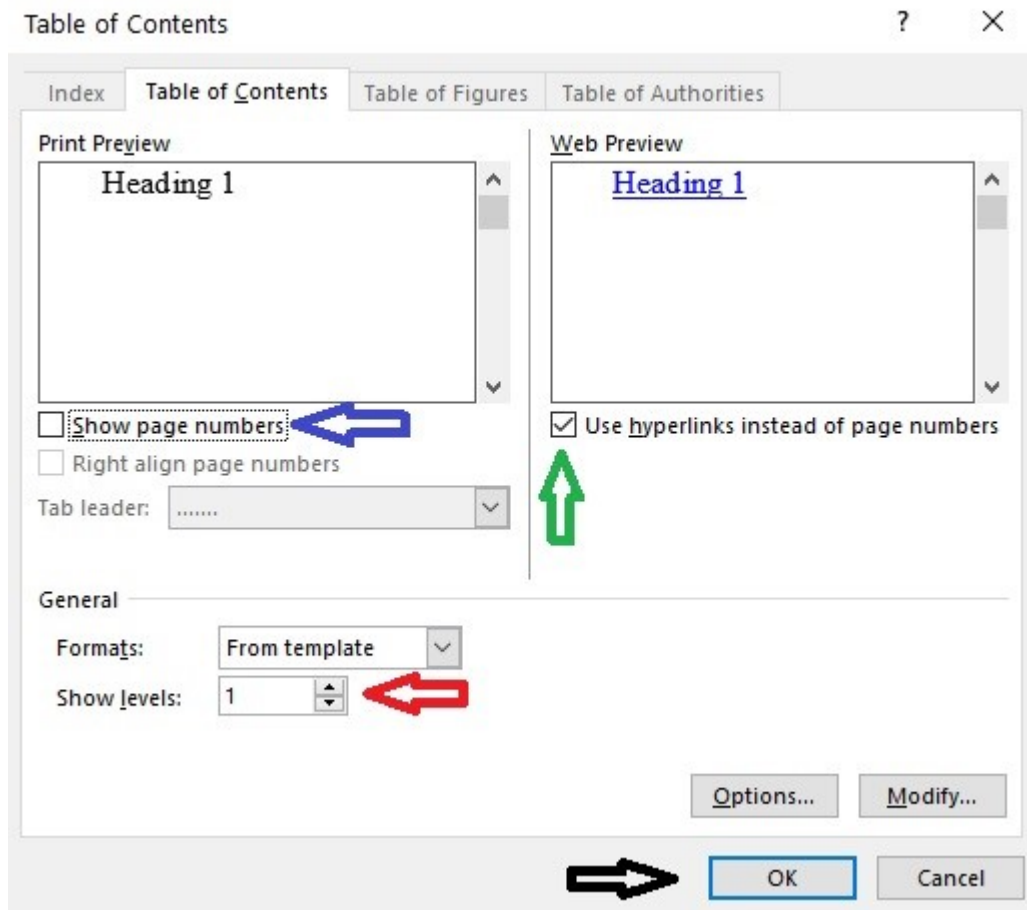 Table of Contents ?
Index Table of Contents Table of Figures Table of Authorities
Print Preview
Heading 1
Show page numbers
Right align page numbers
Tab leader: .......
Web Preview
Heading 1
Use hyperlinks instead of page numbers
General
Formats: From template
Show levels: 1
Options... Modify...
OK Cancel